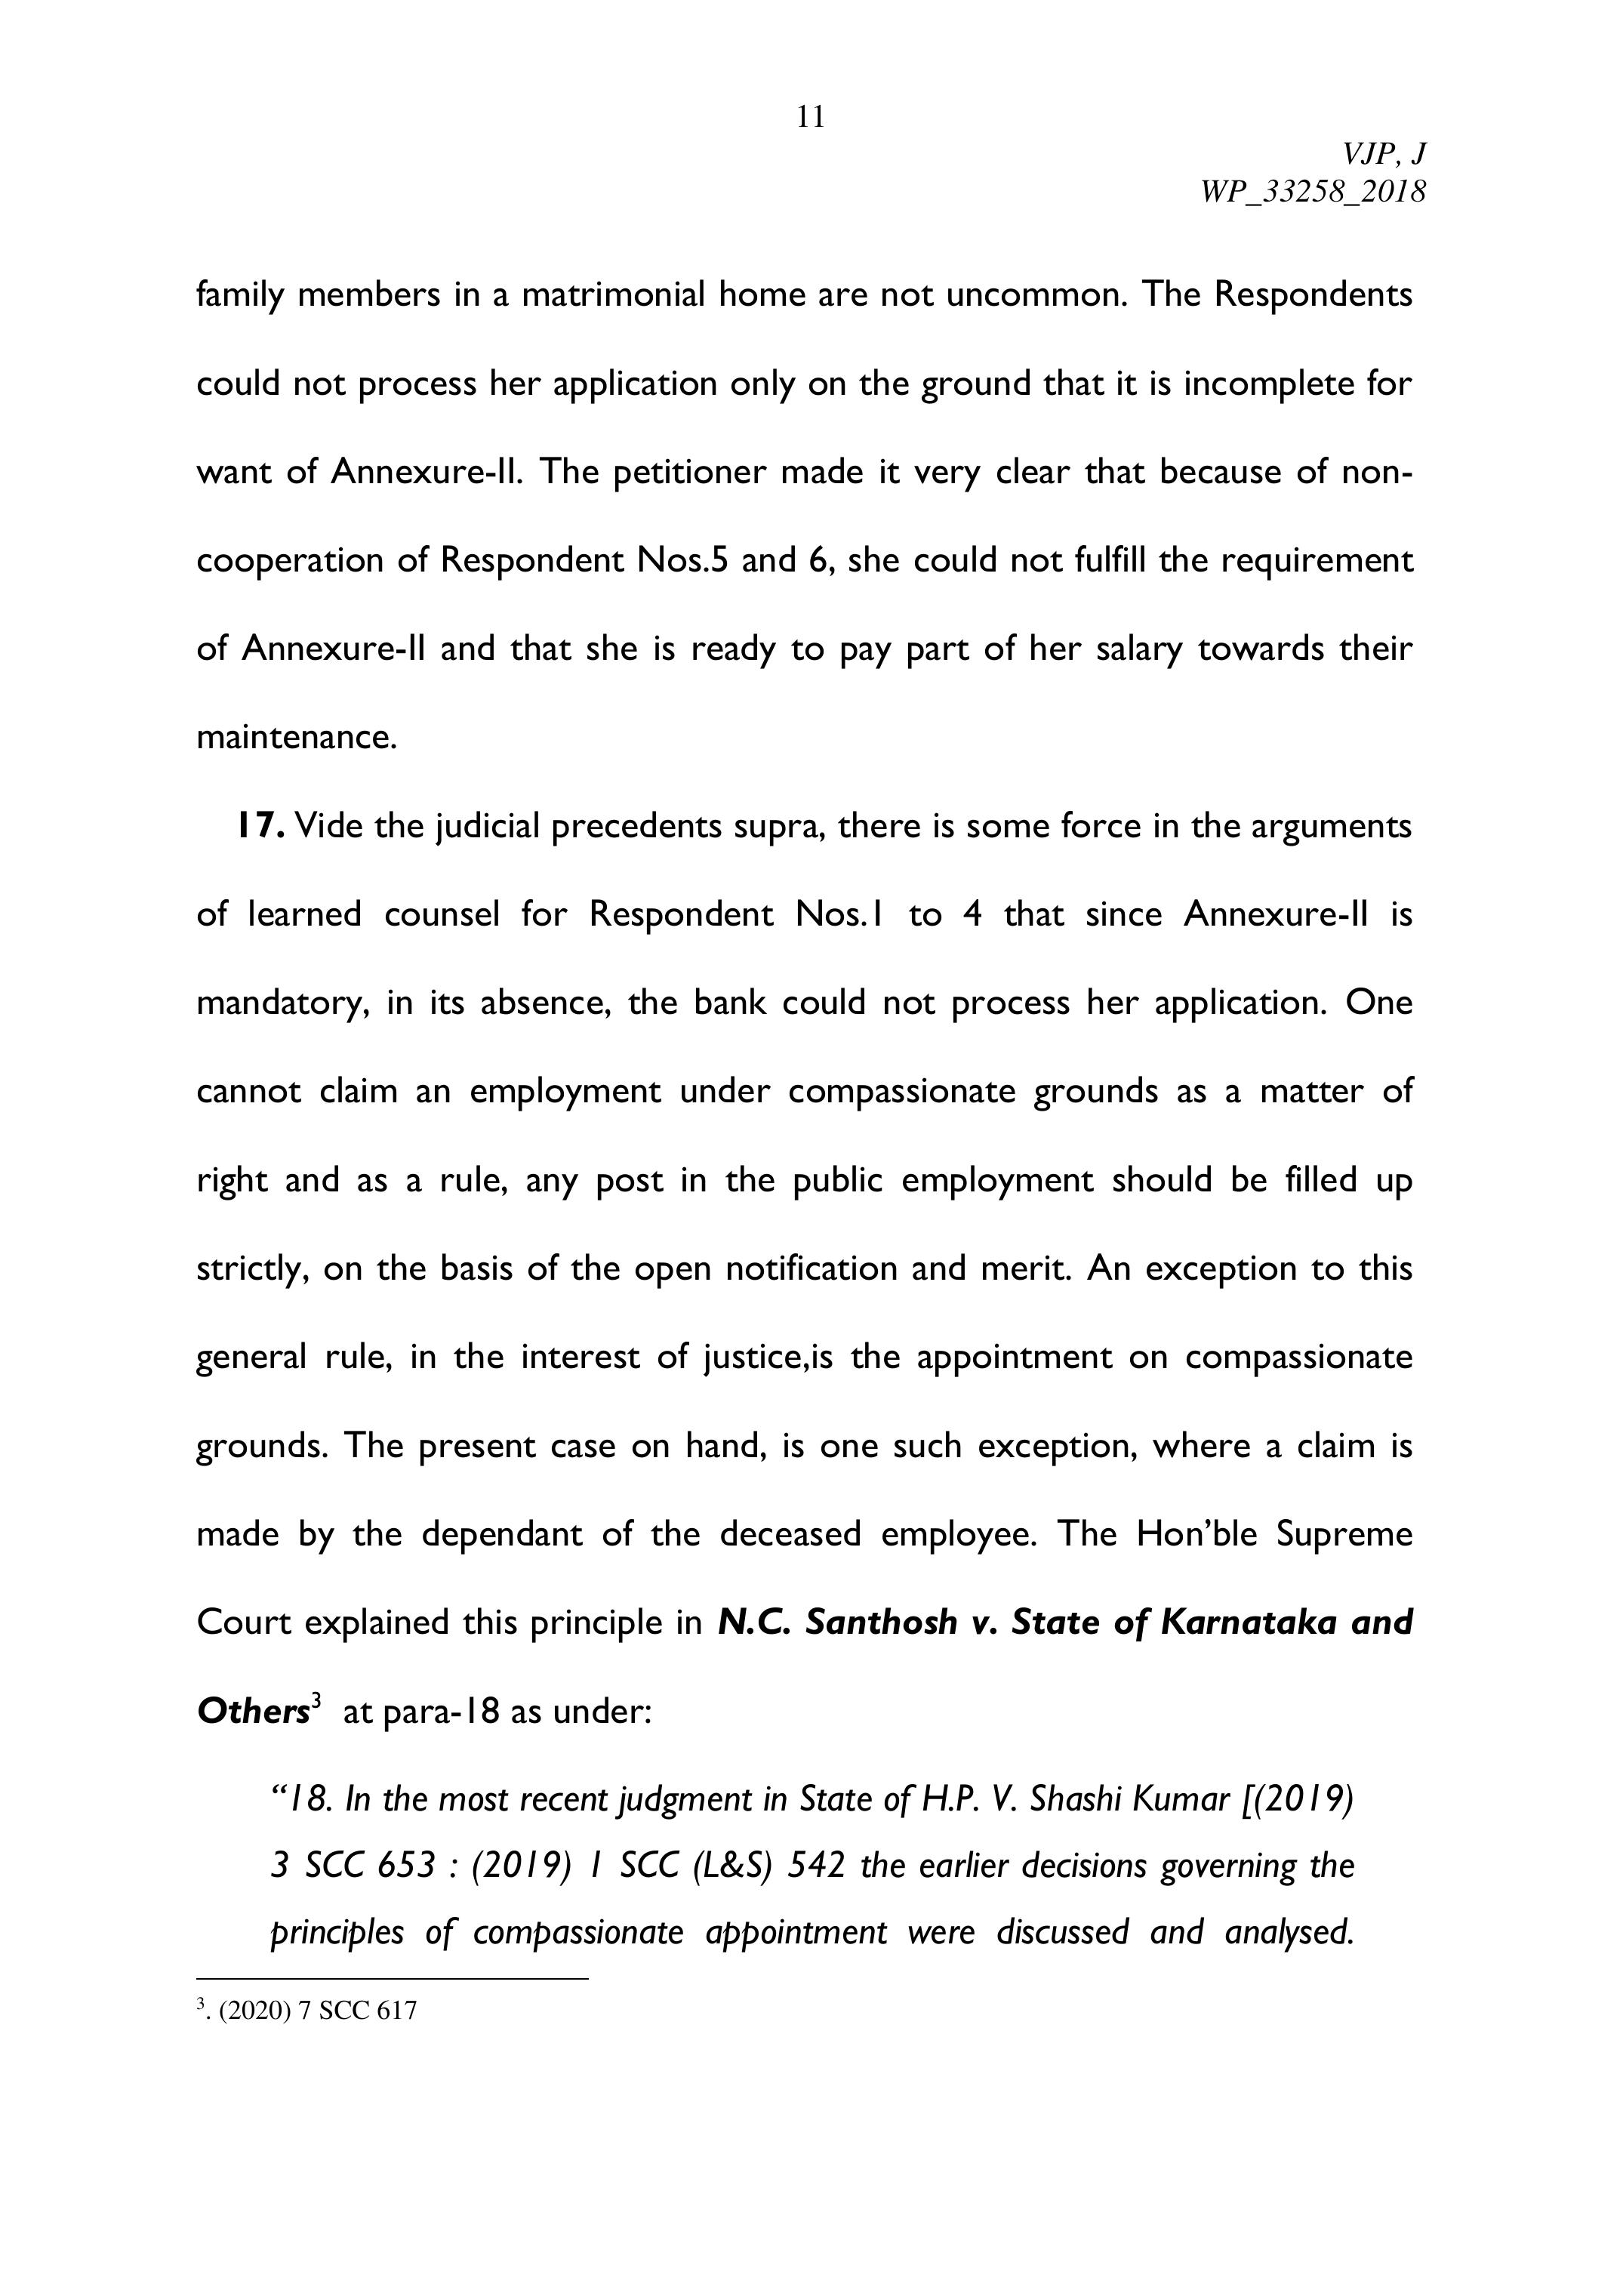 11
VJP, J
WP_33258_2018
family members in a matrimonial home are not uncommon. The Respondents
could not process her application only on the ground that it is incomplete for
want of Annexure-II. The petitioner made it very clear that because of non-
cooperation of Respondent Nos.5 and 6, she could not fulfill the requirement
of Annexure-II and that she is ready to pay part of her salary towards their
maintenance.
17. Vide the judicial precedents supra, there is some force in the arguments
of learned counsel for Respondent Nos.1 to 4 that since Annexure-II is
mandatory, in its absence, the bank could not process her application. One
cannot claim an employment under compassionate grounds as a matter of
right and as a rule, any post in the public employment should be filled up
strictly, on the basis of the open notification and merit. An exception to this
general rule, in the interest of justice,is the appointment on compassionate
grounds. The present case on hand, is one such exception, where a claim is
made by the dependant of the deceased employee. The Hon’ble Supreme
Court explained this principle in N.C. Santhosh v. State of Karnataka and
Others3 at para-18 as under:
“18. In the most recent judgment in State of H.P. V. Shashi Kumar [(2019)
3 SCC 653 : (2019) 1 SCC (L&S) 542 the earlier decisions governing the
principles of compassionate appointment were discussed and analysed.
3. (2020) 7 SCC 617